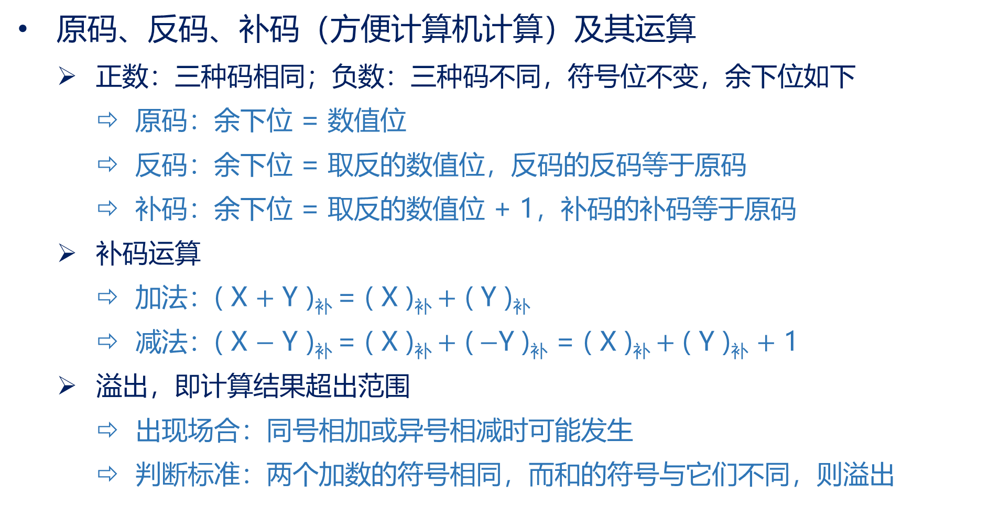 • 原码、反码、补码（方便计算机计算）及其运算
➢ 正数：三种码相同；负数：三种码不同，符号位不变，余下位如下
⇨ 原码：余下位 = 数值位
⇨ 反码：余下位 = 取反的数值位，反码的反码等于原码
⇨ 补码：余下位 = 取反的数值位 + 1，补码的补码等于原码
➢ 补码运算
⇨ 加法：( X + Y )补 = ( X )补 + ( Y )补
⇨ 减法：( X − Y )补 = ( X )补 + ( −Y )补 = ( X )补 + ( Y )补 + 1
➢ 溢出，即计算结果超出范围
⇨ 出现场合：同号相加或异号相减时可能发生
⇨ 判断标准：两个加数的符号相同，而和的符号与它们不同，则溢出